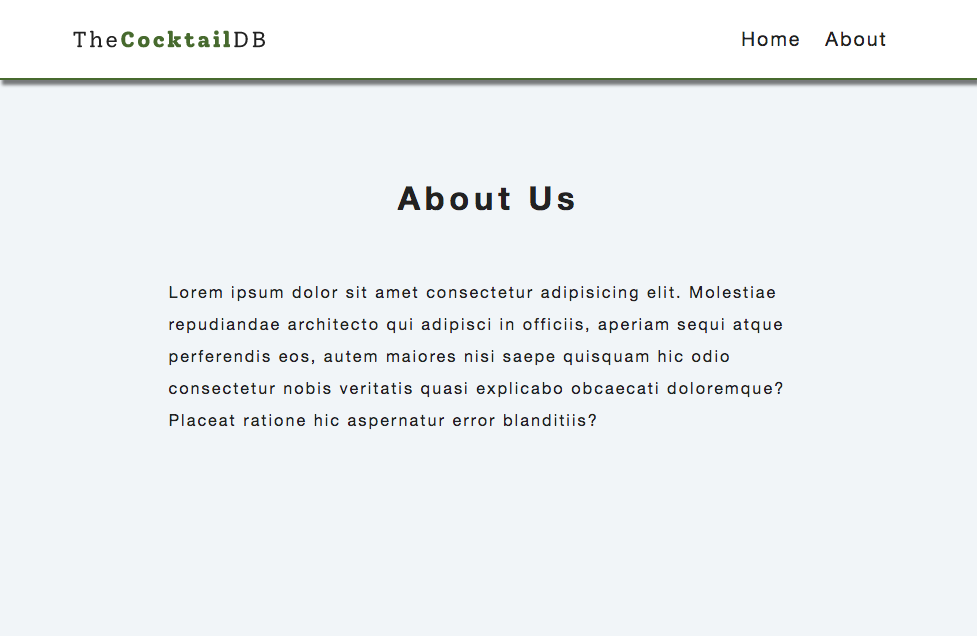 TheCocktailDB
Home About
About Us
Lorem ipsum dolor sit amet consectetur adipisicing elit. Molestiae
repudiandae architecto qui adipisci in officiis, aperiam sequi atque
perferendis eos, autem maiores nisi saepe quisquam hic odio
consectetur nobis veritatis quasi explicabo obcaecati doloremque?
Placeat ratione hic aspernatur error blanditiis?